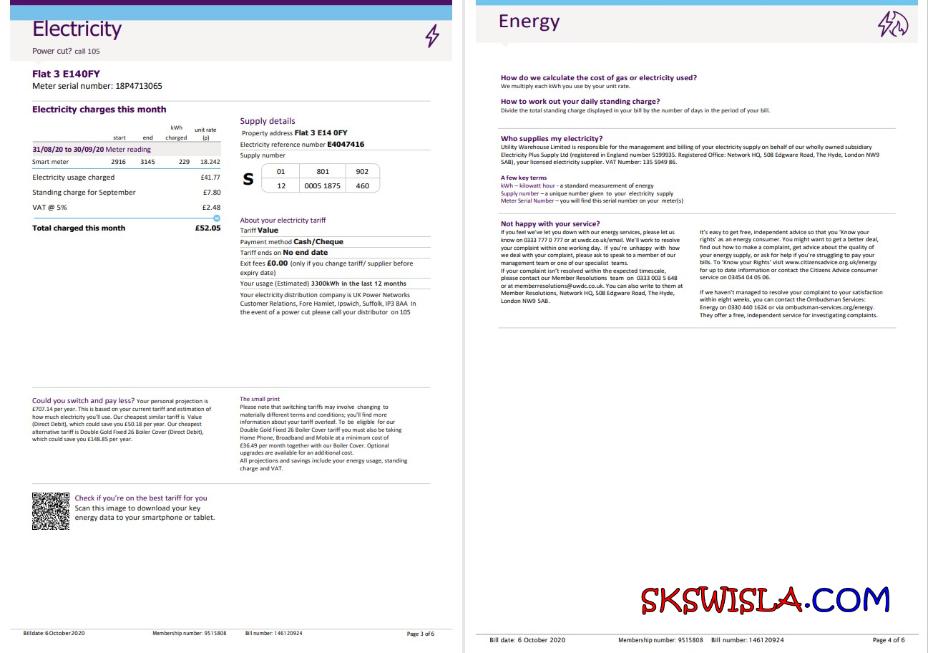 Electricity
Power cut? call 105
Flat 3 E140FY
Meter serial number: 18P4713065
Electricity charges this month
start end kWh charged unit rate (p)
31/08/20 to 30/09/20 Meter reading
Smart meter 2916 3145 229 18.242
Electricity usage charged £41.77
Standing charge for September £7.80
VAT @ 5% £2.48
Total charged this month £52.05
Supply details
Property address Flat 3 E14 0FY
Electricity reference number E4047416
Supply number
S 01 801 902
12 0005 1875 460
About your electricity tariff
Tariff Value
Payment method Cash/Cheque
Tariff ends on No end date
Exit fees £0.00 (only if you change tariff/ supplier before
expiry date)
Your usage (Estimated) 3300kWh in the last 12 months
Your electricity distribution company is UK Power Networks
Customer Relations, Fore Hamlet, Ipswich, Suffolk, IP3 8AA in
the event of a power cut please call your distributor on 105
Could you switch and pay less? Your personal projection is
£707.14 per year. This is based on your current tariff and estimation of
how much electricity you'll use. Our cheapest similar tariff is Value
(Direct Debit), which could save you £50.18 per year. Our cheapest
alternative tariff is Double Gold Fixed 26 Boiler Cover (Direct Debit),
which could save you £148.85 per year.
The small print
Please note that switching tariffs may involve changing to
materially different terms and conditions; you'll find more
information about your tariff overleaf. To be eligible for our
Double Gold Fixed 26 Boiler Cover tariff you must also be taking
Home Phone, Broadband and Mobile at a minimum cost of
£36.49 per month together with our Boiler Cover. Optional
upgrades are available for an additional cost.
All projections and savings include your energy usage, standing
charge and VAT.
Check if you're on the best tariff for you
Scan this image to download your key
energy data to your smartphone or tablet.
Billdate 6October2020 Membership number: 9515808 Bill number: 146120924 Page 3 of 6
Energy
How do we calculate the cost of gas or electricity used?
We multiply each kWh you use by your unit rate.
How to work out your daily standing charge?
Divide the total standing charge displayed in your bill by the number of days in the period of your bill.
Who supplies my electricity?
Utility Warehouse Limited is responsible for the management and billing of your electricity supply on behalf of our wholly owned subsidiary
Electricity Plus Supply Ltd (registered in England number 5199935. Registered Office: Network HQ, 508 Edgware Road, The Hyde, London NW9
5AB), your licensed electricity supplier. VAT number: 135 5949 86.
A few key terms
kWh – kilowatt hour - a standard measurement of energy
Supply number – a unique number given to your electricity supply
Meter Serial Number – you will find this serial number on your meter(s)
Not happy with your service?
If you feel we've let you down with our energy services, please let us
know on 0333 777 0 777 or at uwdc.co.uk/email. We'll work to resolve
your complaint within one working day. If you're unhappy with how
we deal with your complaint, please ask to speak to a member of our
management team or one of our specialist teams.
If your complaint isn't resolved within the expected timescale,
please contact our Member Resolutions team on 0333 003 5 648
or at memberresolutions@uwdc.co.uk. You can also write to them at
Member Resolutions, Network HQ, 508 Edgware Road, The Hyde,
London NW9 5AB.
It's easy to get free, independent advice so that you 'Know your
rights' as an energy consumer. You might want to get a better deal,
find out how to make a complaint, get advice about the quality of
your energy supply, or ask for help if you're struggling to pay your
bills. To 'Know your Rights' visit www.citizensadvice.org.uk/energy
for up to date information or contact the Citizens Advice consumer
service on 03454 04 05 06.
If we haven't managed to resolve your complaint to your satisfaction
within eight weeks, you can contact the Ombudsman Services:
Energy on 0330 440 1624 or via ombudsman-services.org/energy.
They offer a free, independent service for investigating complaints.
SKSWISLA.COM
Bill date: 6 October 2020 Membership number: 9515808 Bill number: 146120924 Page 4 of 6